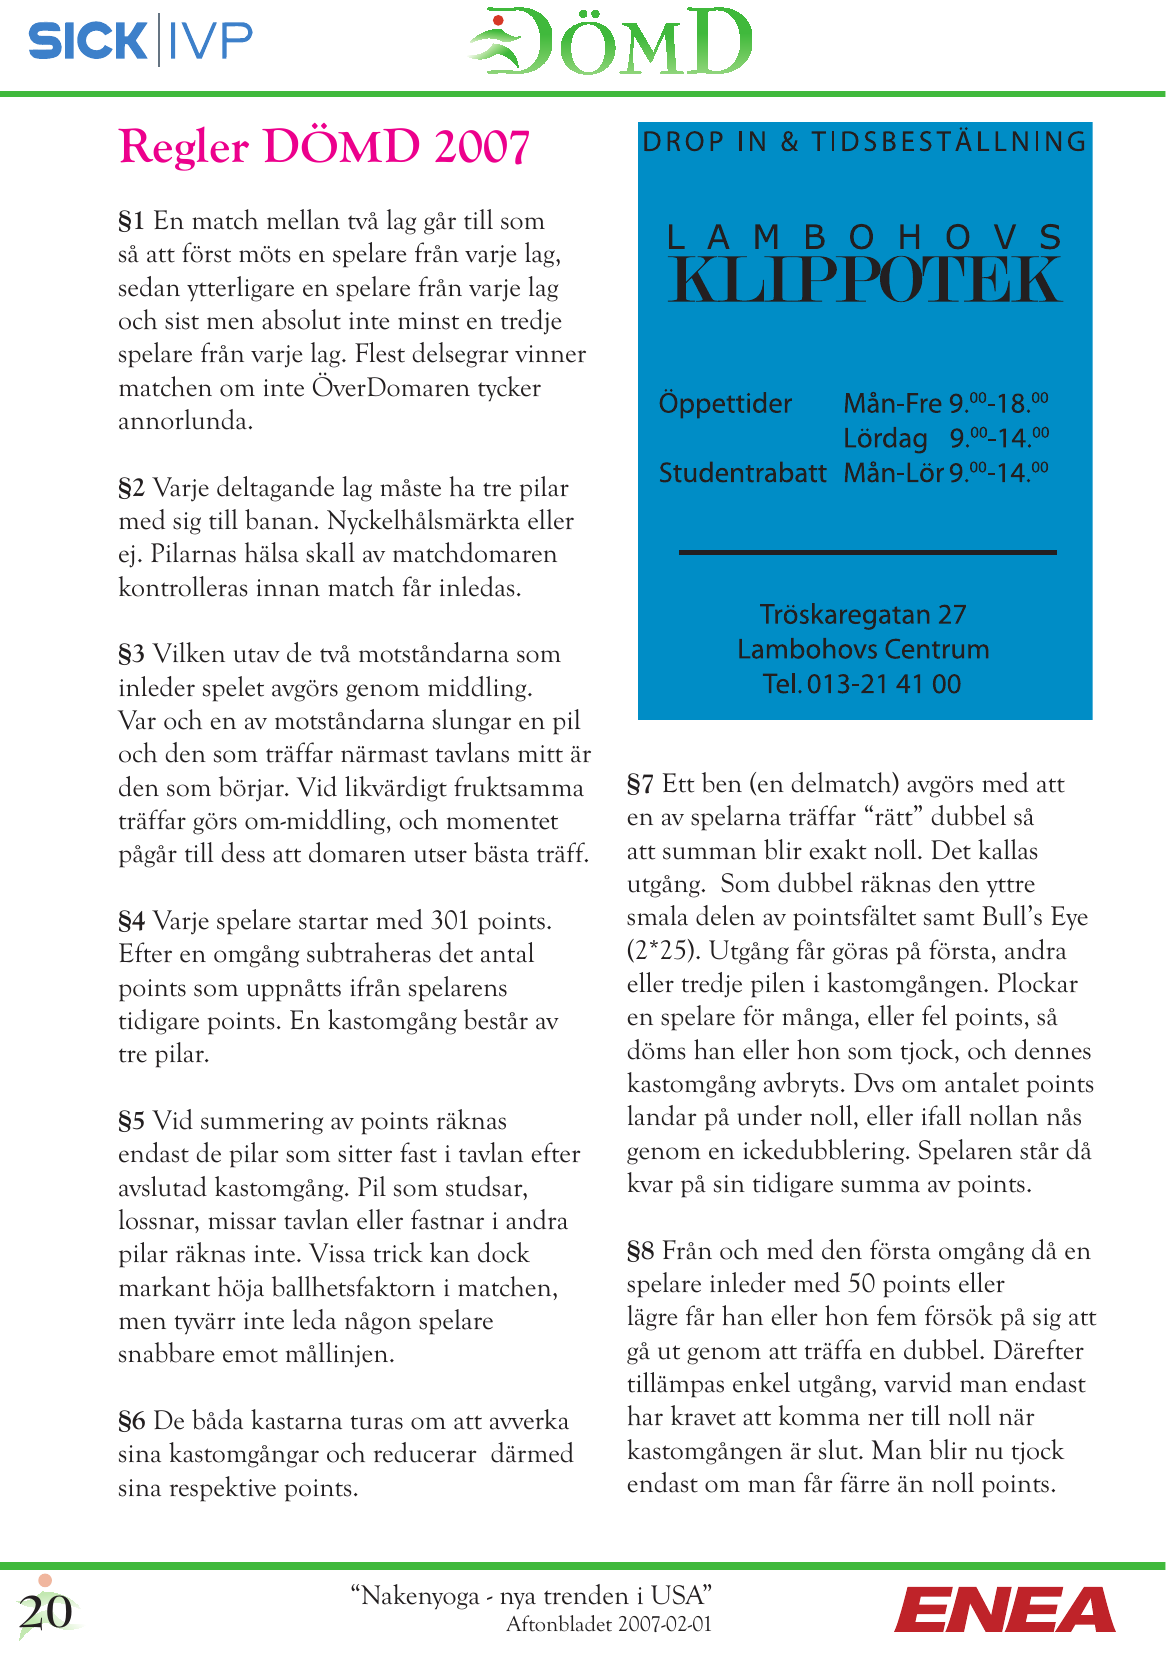 SICK IVP
DÖMD
Regler DÖMD 2007
§1 En match mellan två lag går till som
så att först möts en spelare från varje lag,
sedan ytterligare en spelare från varje lag
och sist men absolut inte minst en tredje
spelare från varje lag. Flest delsegrar vinner
matchen om inte ÖverDomaren tycker
annorlunda.
§2 Varje deltagande lag måste ha tre pilar
med sig till banan. Nyckelhålsmärkta eller
ej. Pilarnas hälsa skall av matchdomaren
kontrolleras innan match får inledas.
§3 Vilken utav de två motståndarna som
inleder spelet avgörs genom middling.
Var och en av motståndarna slungar en pil
och den som träffar närmast tavlans mitt är
den som börjar. Vid likvärdigt fruktsamma
träffar görs om-middling, och momentet
pågår till dess att domaren utser bästa träff.
§4 Varje spelare startar med 301 points.
Efter en omgång subtraheras det antal
points som uppnåtts ifrån spelarens
tidigare points. En kastomgång består av
tre pilar.
§5 Vid summering av points räknas
endast de pilar som sitter fast i tavlan efter
avslutad kastomgång. Pil som studsar,
lossnar, missar tavlan eller fastnar i andra
pilar räknas inte. Vissa trick kan dock
markant höja ballhetsfaktorn i matchen,
men tyvärr inte leda någon spelare
snabbare emot mållinjen.
§6 De båda kastarna turas om att avverka
sina kastomgångar och reducerar därmed
sina respektive points.
DROP IN & TIDSBESTÄLLNING
LAMBOHOVS
KLIPPOTEK
Öppettider Mån-Fre 9.00-18.00
Lördag 9.00-14.00
Studentrabatt Mån-Lör 9.00-14.00
Tröskaregatan 27
Lambohovs Centrum
Tel. 013-21 41 00
§7 Ett ben (en delmatch) avgörs med att
en av spelarna träffar “rätt” dubbel så
att summan blir exakt noll. Det kallas
utgång. Som dubbel räknas den yttre
smala delen av pointsfältet samt Bull’s Eye
(2*25). Utgång får göras på första, andra
eller tredje pilen i kastomgången. Plockar
en spelare för många, eller fel points, så
döms han eller hon som tjock, och dennes
kastomgång avbryts. Dvs om antalet points
landar på under noll, eller ifall nollan nås
genom en ickedubblering. Spelaren står då
kvar på sin tidigare summa av points.
§8 Från och med den första omgång då en
spelare inleder med 50 points eller
lägre får han eller hon fem försök på sig att
gå ut genom att träffa en dubbel. Därefter
tillämpas enkel utgång, varvid man endast
har kravet att komma ner till noll när
kastomgången är slut. Man blir nu tjock
endast om man får färre än noll points.
20
“Nakenyoga - nya trenden i USA”
Aftonbladet 2007-02-01
ENEA